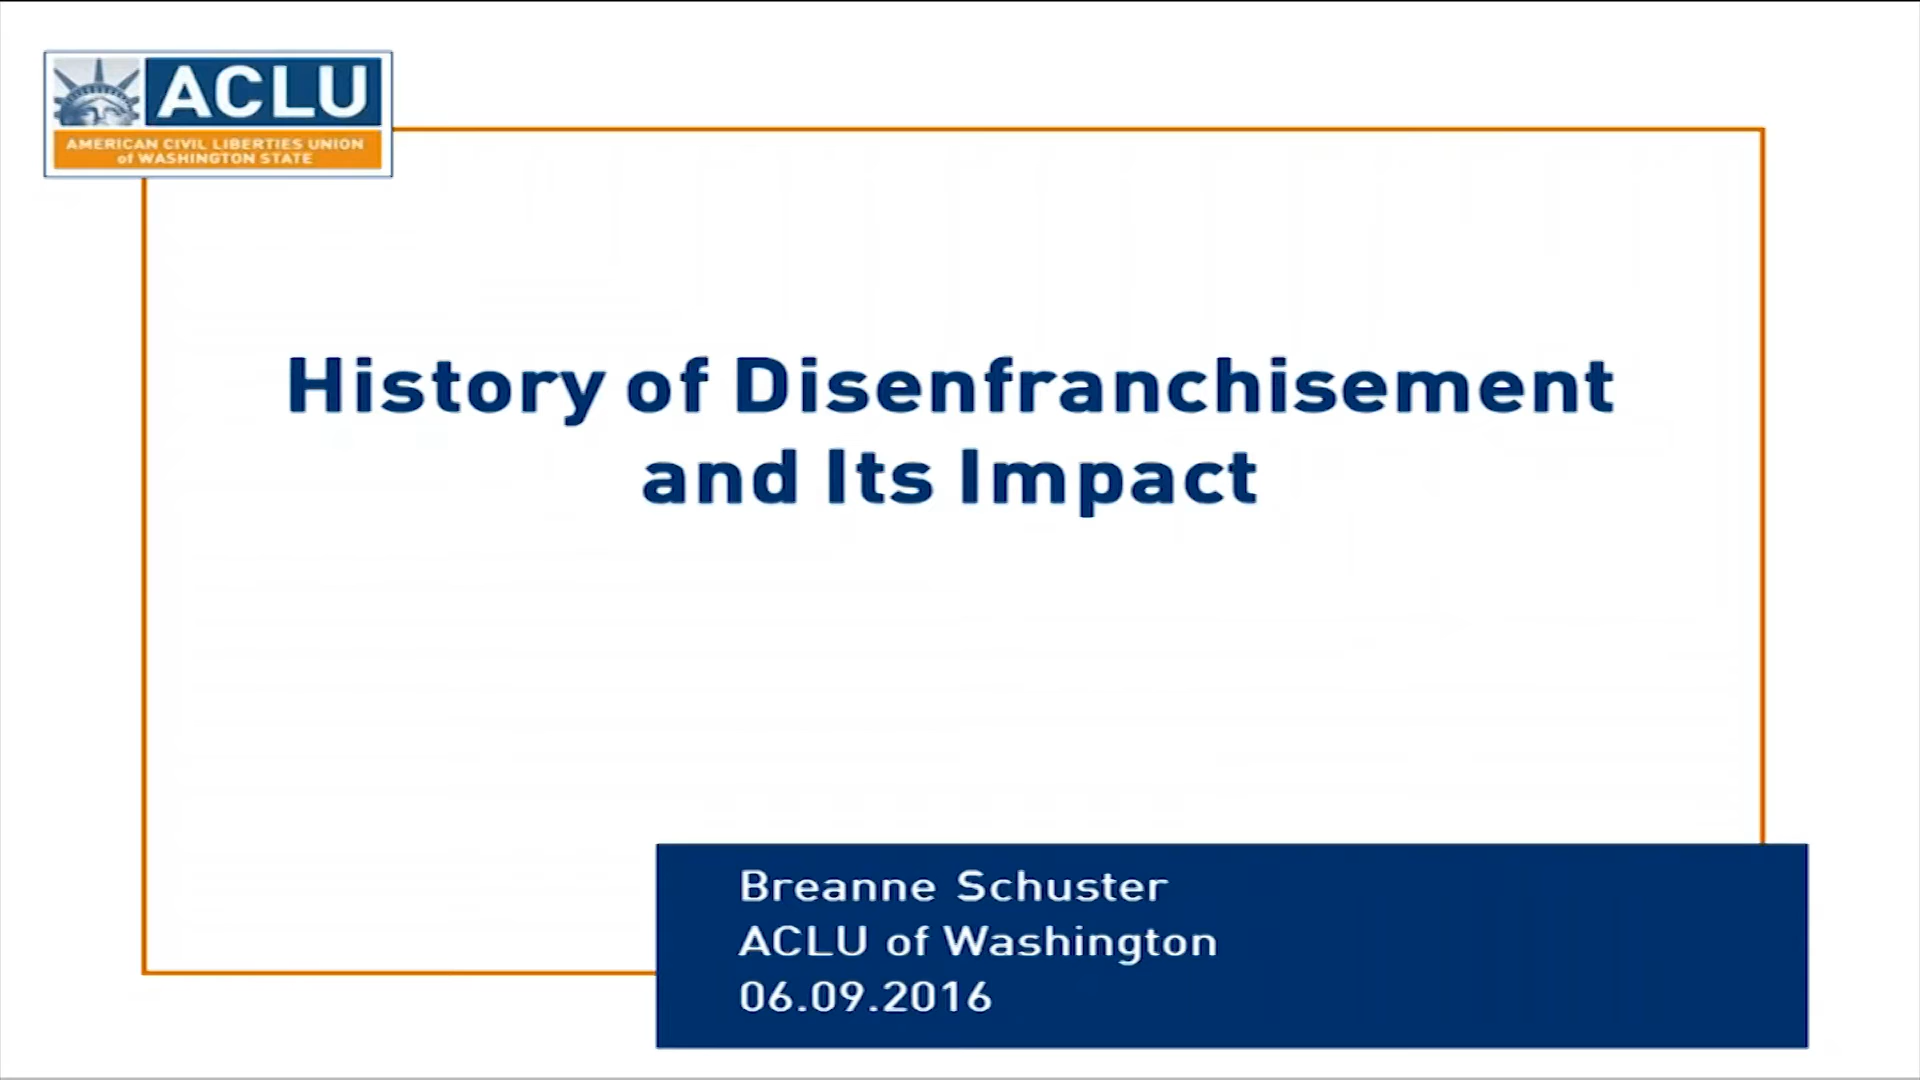 ACLU
AMERICAN CIVIL LIBERTIES UNION
of WASHINGTON STATE
History of Disenfranchisement
and Its Impact
Breanne Schuster
ACLU of Washington
06.09.2016